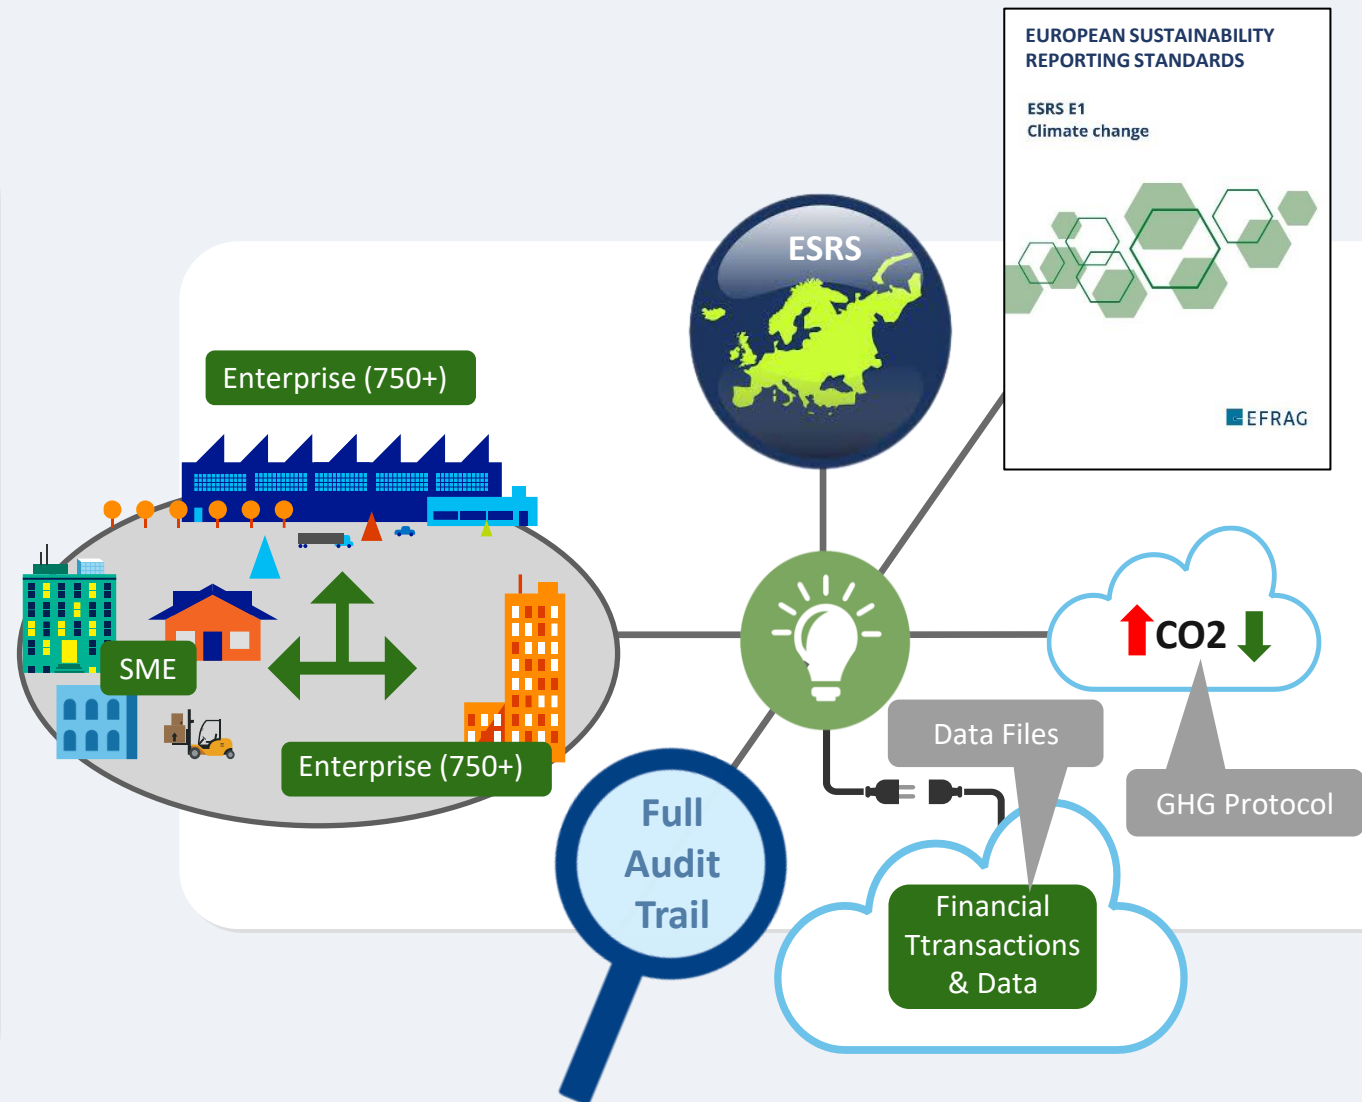 EUROPEAN SUSTAINABILITY
REPORTING STANDARDS
ESRS E1
Climate change
EFRAG
ESRS
Enterprise (750+)
SME
Enterprise (750+)
CO2
GHG Protocol
Data Files
Full
Audit
Trail
Financial
Ttransactions
& Data